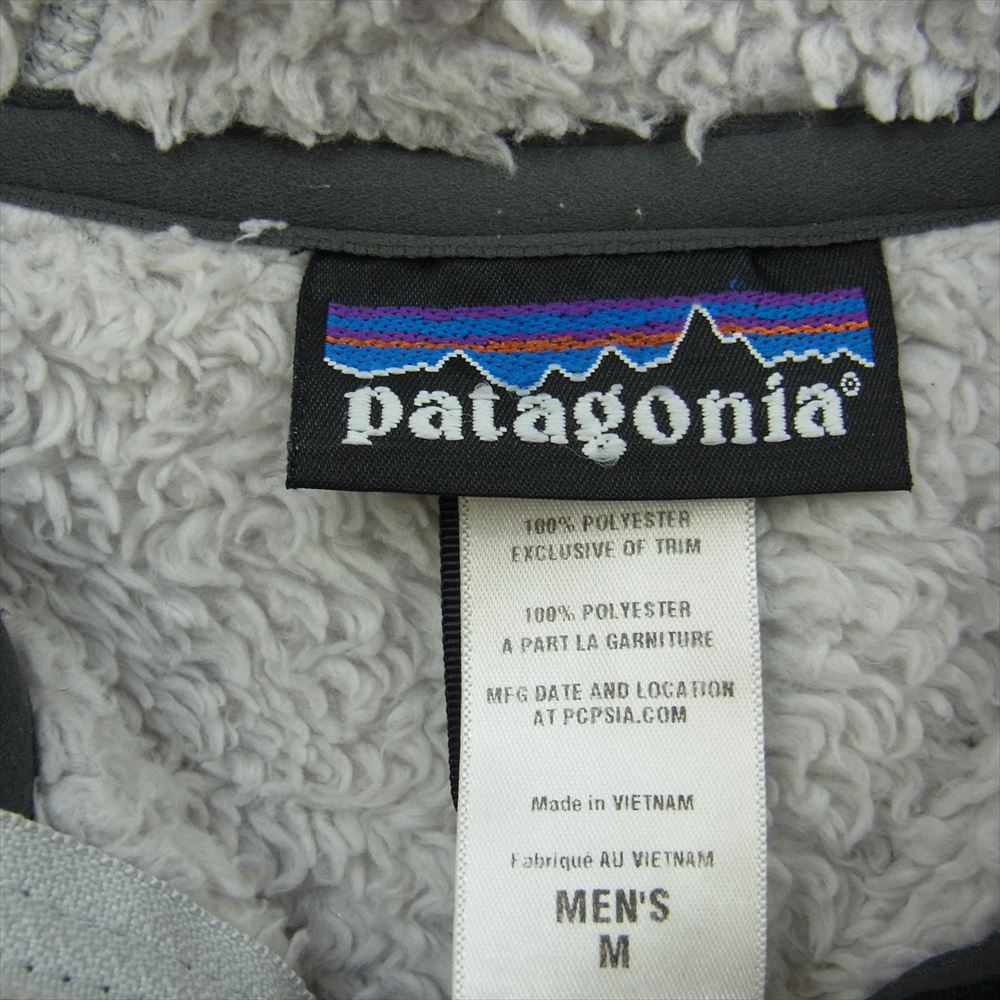 patagonia®
100% POLYESTER
EXCLUSIVE OF TRIM
100% POLYESTER
A PART LA GARNITURE
MFG DATE AND LOCATION
AT PCPSIA.COM
Made in VIETNAM
Fabriqué AU VIETNAM
MEN'S
M